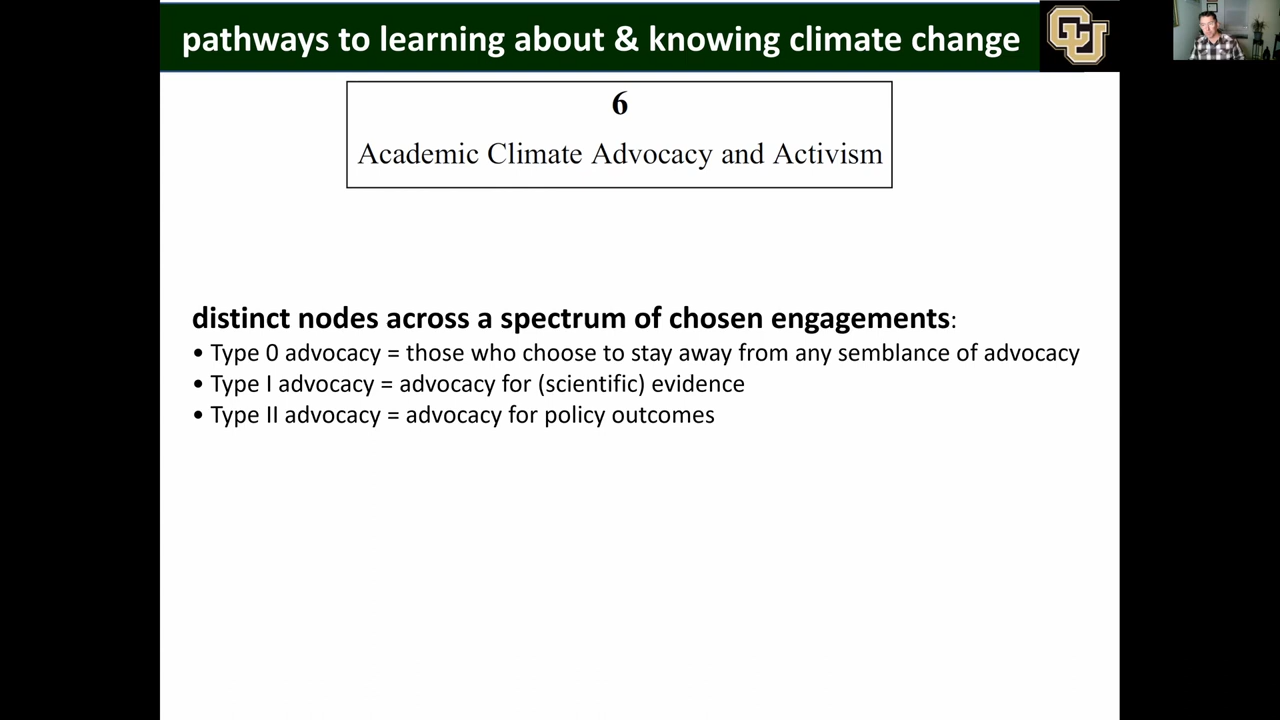 pathways to learning about & knowing climate change
CU
6
Academic Climate Advocacy and Activism
distinct nodes across a spectrum of chosen engagements:
• Type 0 advocacy = those who choose to stay away from any semblance of advocacy
• Type I advocacy = advocacy for (scientific) evidence
• Type II advocacy = advocacy for policy outcomes